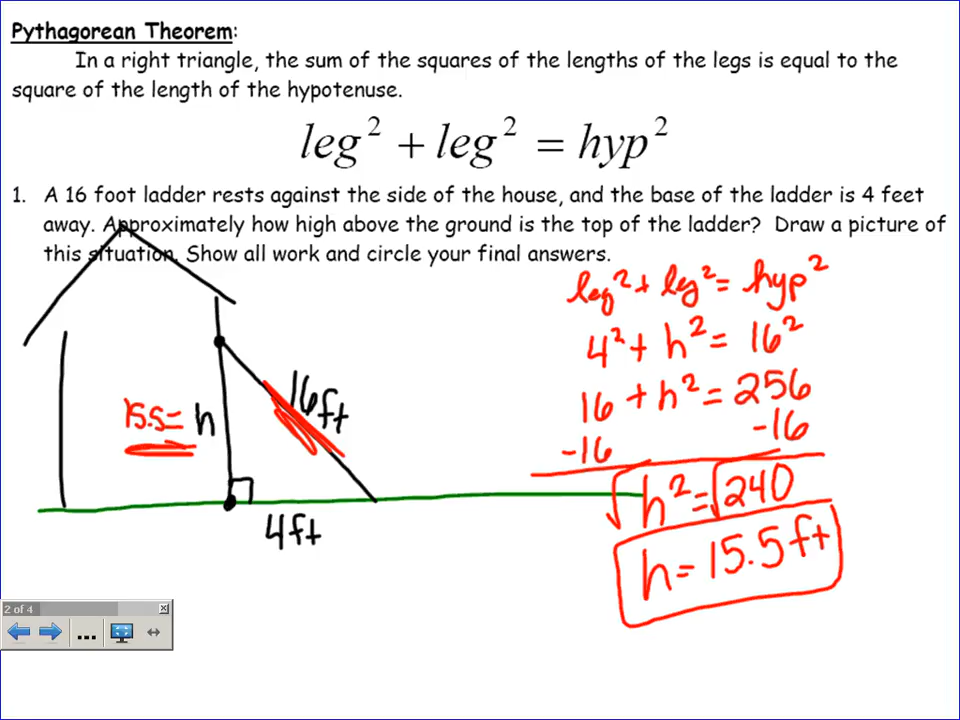 Pythagorean Theorem:
In a right triangle, the sum of the squares of the lengths of the legs is equal to the
square of the length of the hypotenuse.
leg² + leg² = hyp²
1. A 16 foot ladder rests against the side of the house, and the base of the ladder is 4 feet
away. Approximately how high above the ground is the top of the ladder? Draw a picture of
this situation. Show all work and circle your final answers.
leg² + leg² = hyp²
4² + h² = 16²
16 + h² = 256
-16 -16
√h² = √240
h = 15.5 ft
16 ft
15.5 = h
4 ft
2 of 4